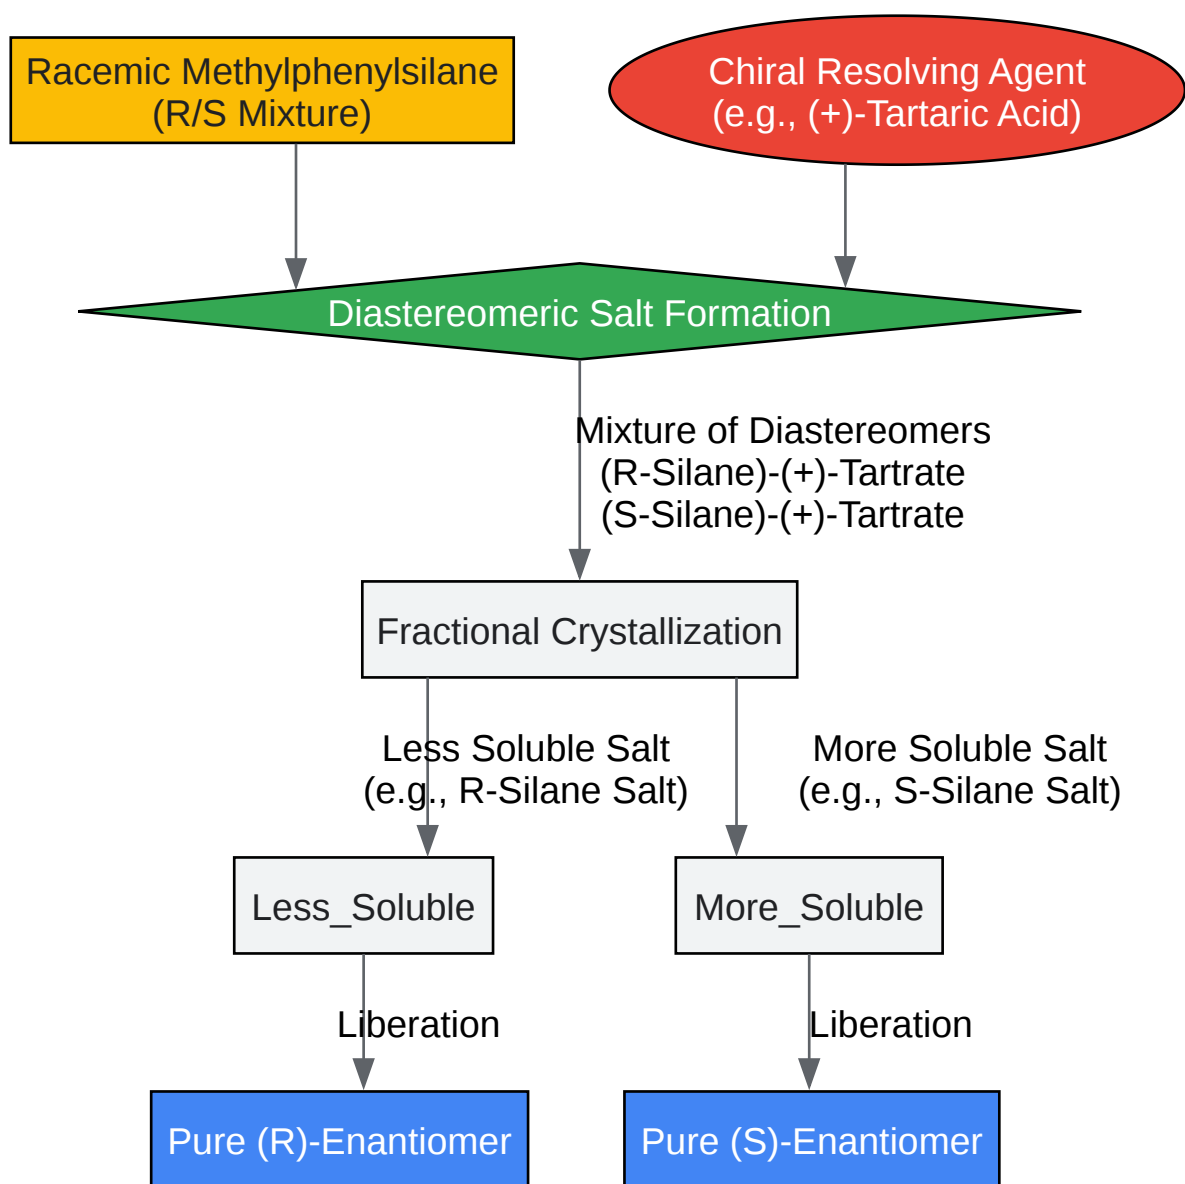 Racemic Methylphenylsilane
(R/S Mixture)
Chiral Resolving Agent
(e.g., (+)-Tartaric Acid)
Diastereomeric Salt Formation
Mixture of Diastereomers
(R-Silane)-(+)-Tartrate
(S-Silane)-(+)-Tartrate
Fractional Crystallization
Less Soluble Salt
(e.g., R-Silane Salt)
More Soluble Salt
(e.g., S-Silane Salt)
Less_Soluble
More_Soluble
Liberation
Liberation
Pure (R)-Enantiomer
Pure (S)-Enantiomer